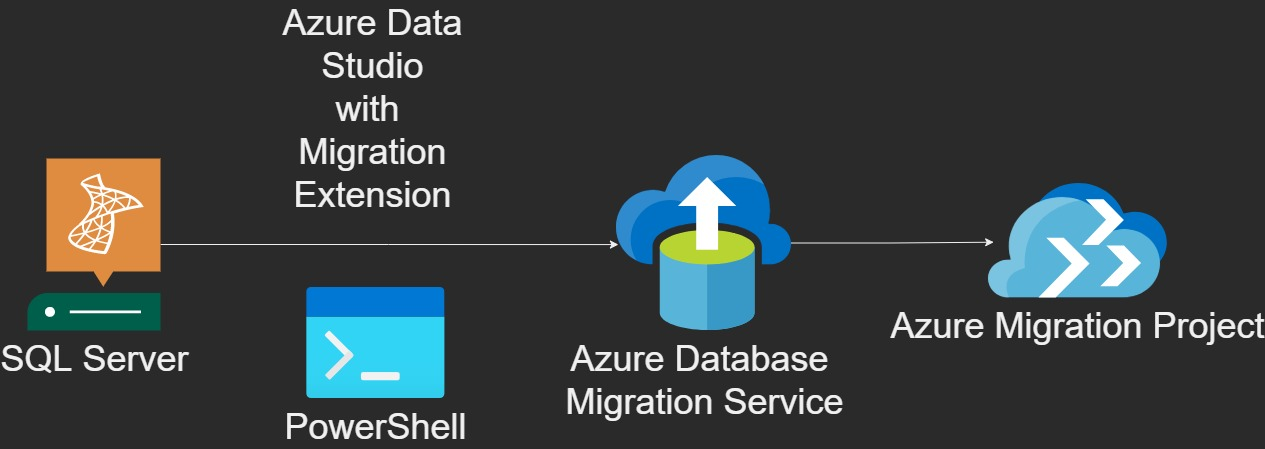 Azure Data
Studio
with
Migration
Extension
SQL Server
PowerShell
Azure Database
Migration Service
Azure Migration Project